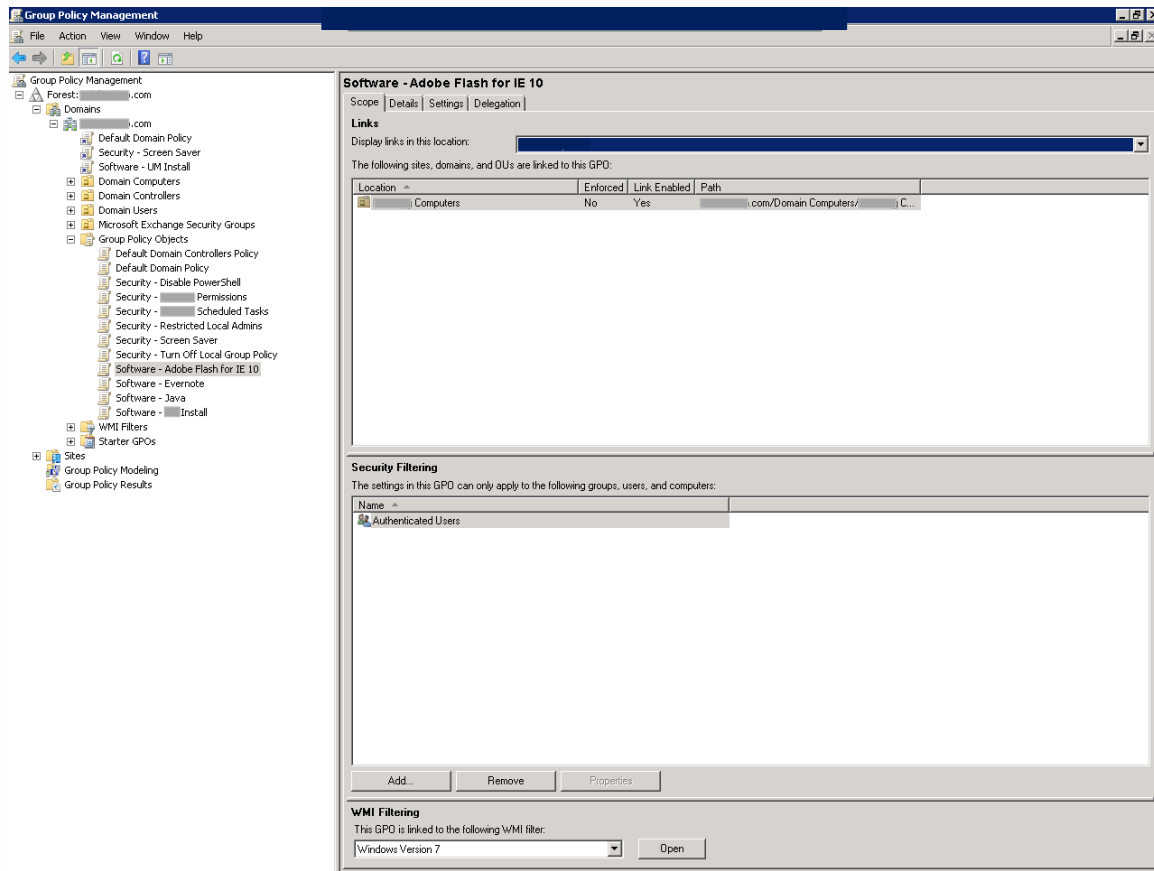 Group Policy Management
File Action View Window Help
Group Policy Management
Forest: .com
Domains
.com
Default Domain Policy
Security - Screen Saver
Software - UM Install
Domain Computers
Domain Controllers
Domain Users
Microsoft Exchange Security Groups
Group Policy Objects
Default Domain Controllers Policy
Default Domain Policy
Security - Disable PowerShell
Security - Permissions
Security - Scheduled Tasks
Security - Restricted Local Admins
Security - Screen Saver
Security - Turn Off Local Group Policy
Software - Adobe Flash for IE 10
Software - Evernote
Software - Java
Software - Install
WMI Filters
Starter GPOs
Sites
Group Policy Modeling
Group Policy Results
Software - Adobe Flash for IE 10
Scope Details Settings Delegation
Links
Display links in this location:
The following sites, domains, and OUs are linked to this GPO:
Location Enforced Link Enabled Path
Computers No Yes .com/Domain Computers/ C...
Security Filtering
The settings in this GPO can only apply to the following groups, users, and computers:
Name
Authenticated Users
Add... Remove Properties
WMI Filtering
This GPO is linked to the following WMI filter:
Windows Version 7 Open